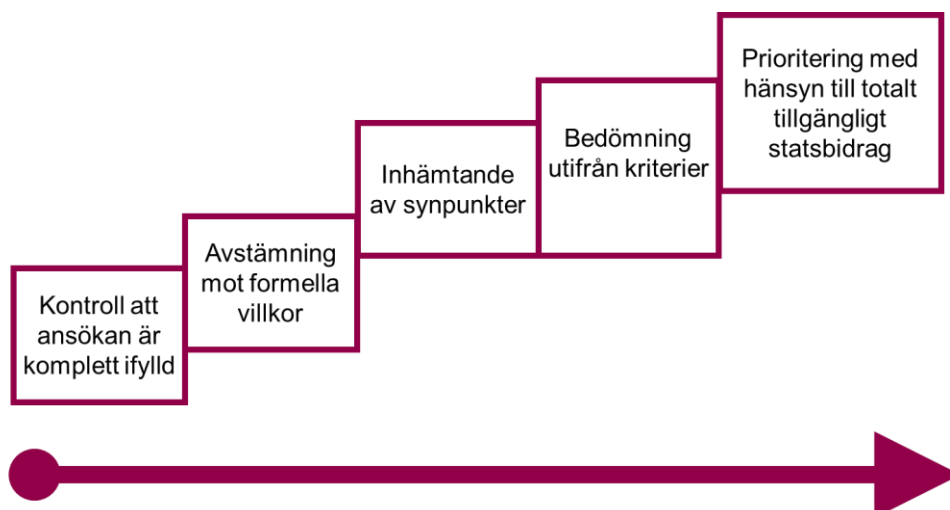 Kontroll att
ansökan är
komplett ifylld
Avstämning
mot formella
villkor
Inhämtande
av synpunkter
Bedömning
utifrån kriterier
Prioritering med
hänsyn till totalt
tillgängligt
statsbidrag